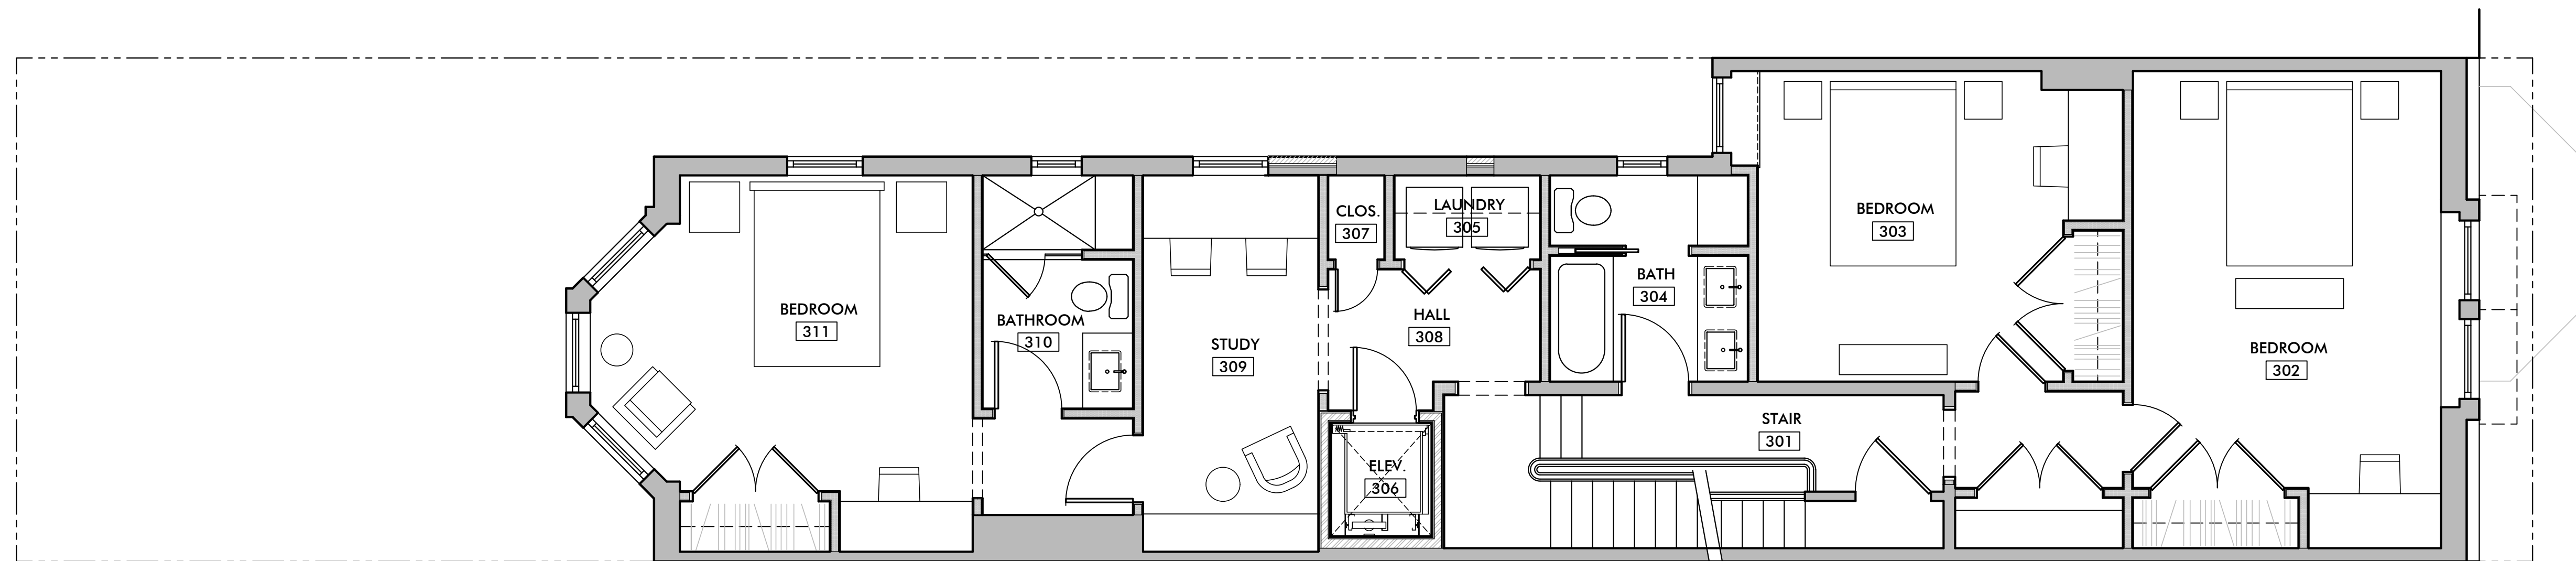 BEDROOM
311
BATHROOM
310
STUDY
309
CLOS.
307
LAUNDRY
305
HALL
308
ELEV.
306
BATH
304
STAIR
301
BEDROOM
303
BEDROOM
302